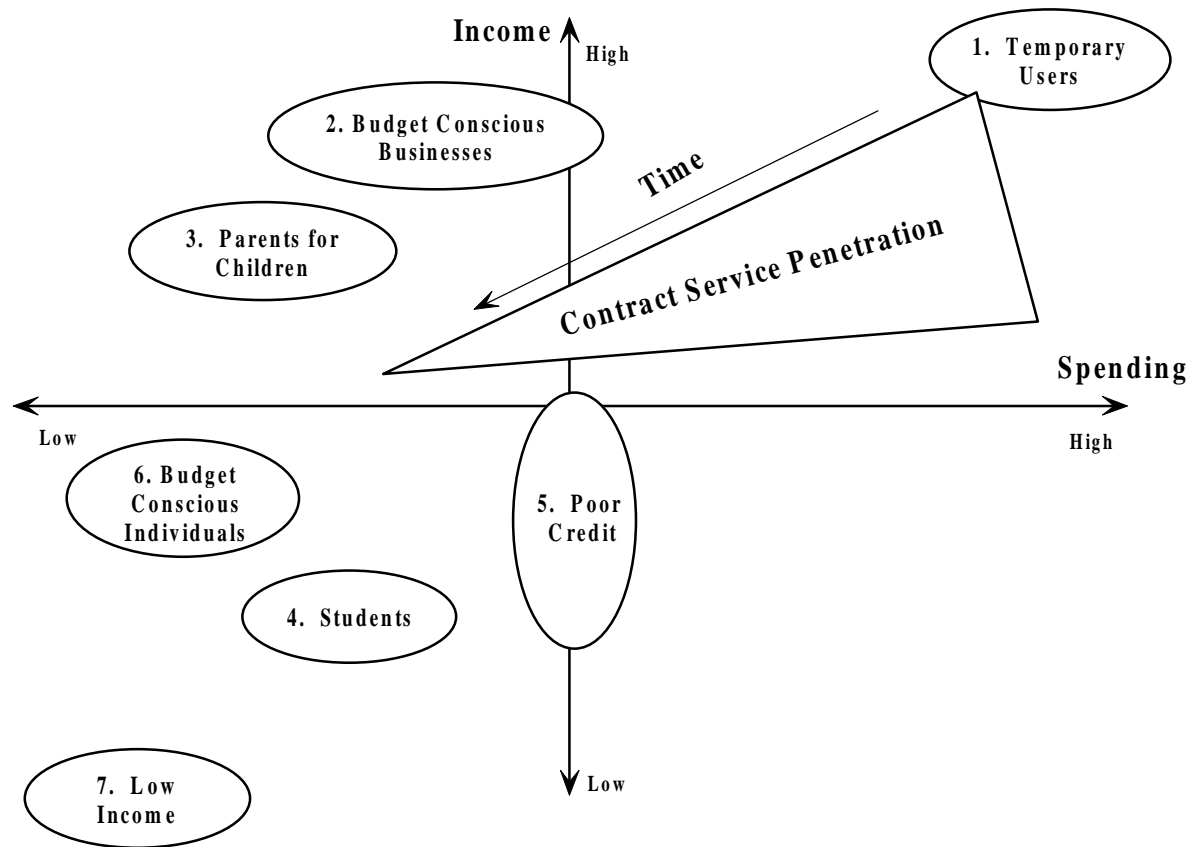 Income
High
1. Temporary
Users
2. Budget Conscious
Businesses
Time
3. Parents for
Children
Contract Service Penetration
Spending
Low
High
6. Budget
Conscious
Individuals
5. Poor
Credit
4. Students
Low
7. Low
Income